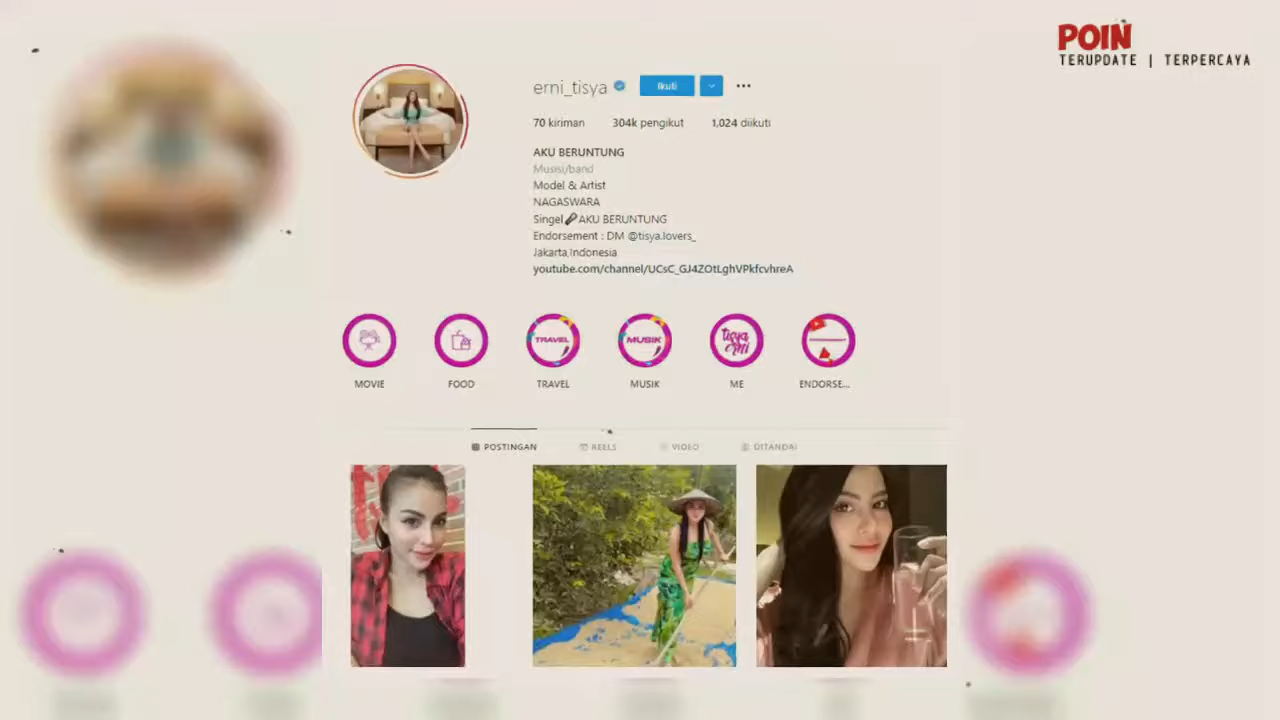 POIN
TERUPDATE | TERPERCAYA
erni_tisya Ikuti
70 kiriman 304k pengikut 1,024 diikuti
AKU BERUNTUNG
Musisi/band
Model & Artist
NAGASWARA
Singel🎤AKU BERUNTUNG
Endorsement : DM @tisya.lovers_
Jakarta,Indonesia
youtube.com/channel/UCsC_GJ4ZOtLghVPkfcvhreA
TRAVEL MUSIK tisya erni
MOVIE FOOD TRAVEL MUSIK ME ENDORSE...
POSTINGAN REELS VIDEO DITANDAI